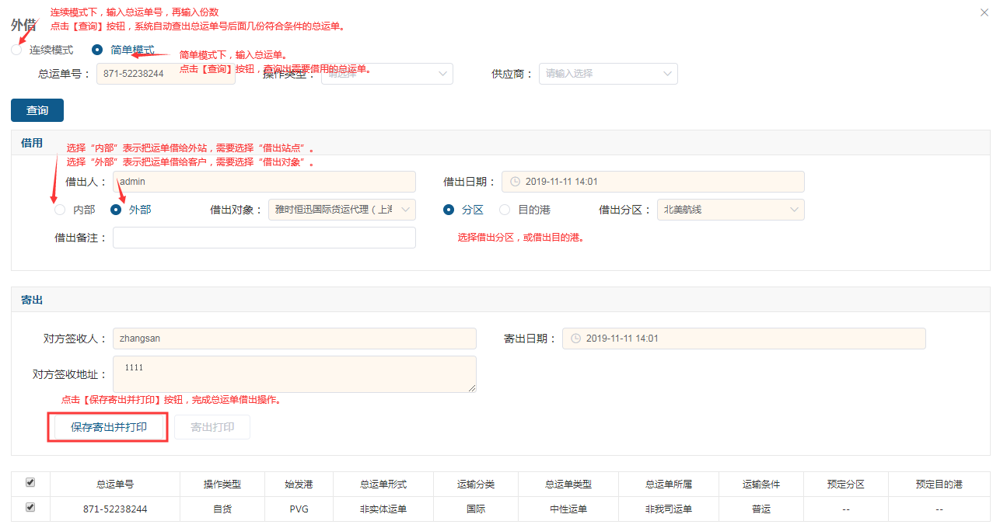 连续模式下，输入总运单号，再输入份数
外借
点击【查询】按钮，系统自动查出总运单号后面几份符合条件的总运单。
连续模式 简单模式
简单模式下，输入总运单。
点击【查询】按钮，查询出需要借用的总运单。
总运单号： 871-52238244 操作类型： 请选择 供应商： 请输入选择
查询
借用
选择“内部”表示把运单借给外站，需要选择“借出站点”。
选择“外部”表示把运单借给客户，需要选择“借出对象”。
借出人： admin 借出日期： 2019-11-11 14:01
内部 外部 借出对象： 雅时恒迅国际货运代理（上海 分区 目的港 借出分区： 北美航线
借出备注： 选择借出分区，或借出目的港。
寄出
对方签收人： zhangsan 寄出日期： 2019-11-11 14:01
对方签收地址： 1111
点击【保存寄出并打印】按钮，完成总运单借出操作。
保存寄出并打印 寄出打印
总运单号 操作类型 始发港 总运单形式 运输分类 总运单类型 总运单所属 运输条件 预定分区 预定目的港
871-52238244 自货 PVG 非实体运单 国际 中性运单 非我司运单 普运 -- --